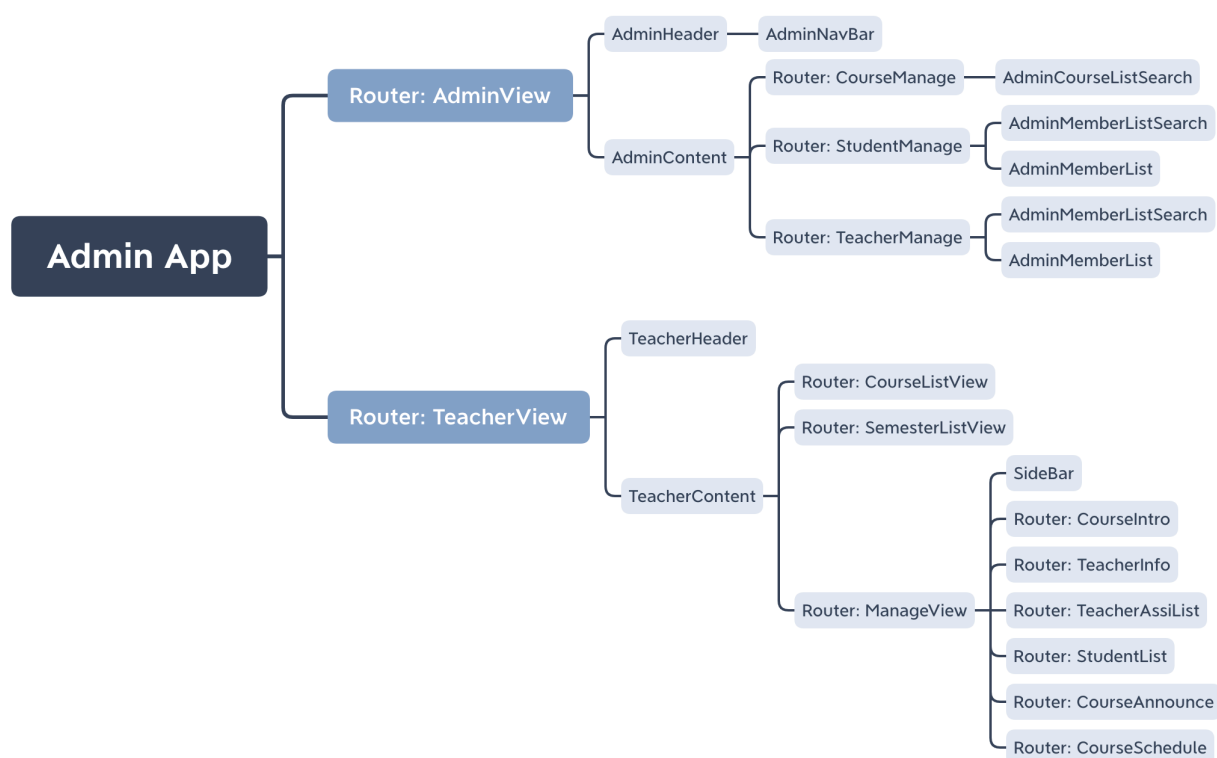 Admin App
Router: AdminView
AdminHeader
AdminNavBar
AdminContent
Router: CourseManage
AdminCourseListSearch
Router: StudentManage
AdminMemberListSearch
AdminMemberList
Router: TeacherManage
AdminMemberListSearch
AdminMemberList
Router: TeacherView
TeacherHeader
TeacherContent
Router: CourseListView
Router: SemesterListView
Router: ManageView
SideBar
Router: CourseIntro
Router: TeacherInfo
Router: TeacherAssiList
Router: StudentList
Router: CourseAnnounce
Router: CourseSchedule